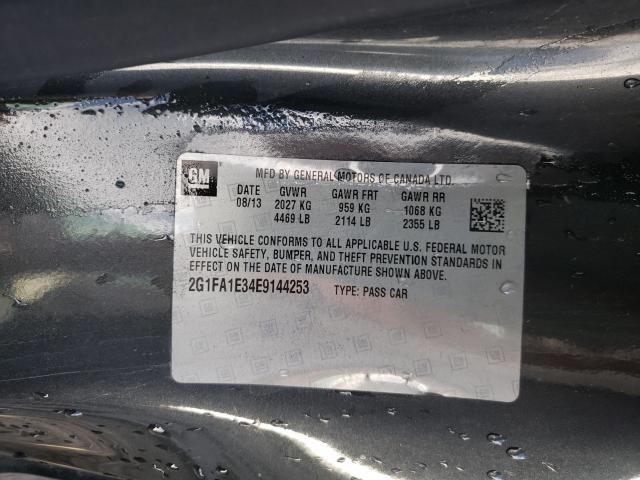 GM
MFD BY GENERAL MOTORS OF CANADA LTD.
DATE GVWR GAWR FRT GAWR RR
08/13 2027 KG 959 KG 1068 KG
4469 LB 2114 LB 2355 LB
THIS VEHICLE CONFORMS TO ALL APPLICABLE U.S. FEDERAL MOTOR
VEHICLE SAFETY, BUMPER, AND THEFT PREVENTION STANDARDS
IN EFFECT ON THE DATE OF MANUFACTURE SHOWN ABOVE.
2G1FA1E34E9144253 TYPE: PASS CAR